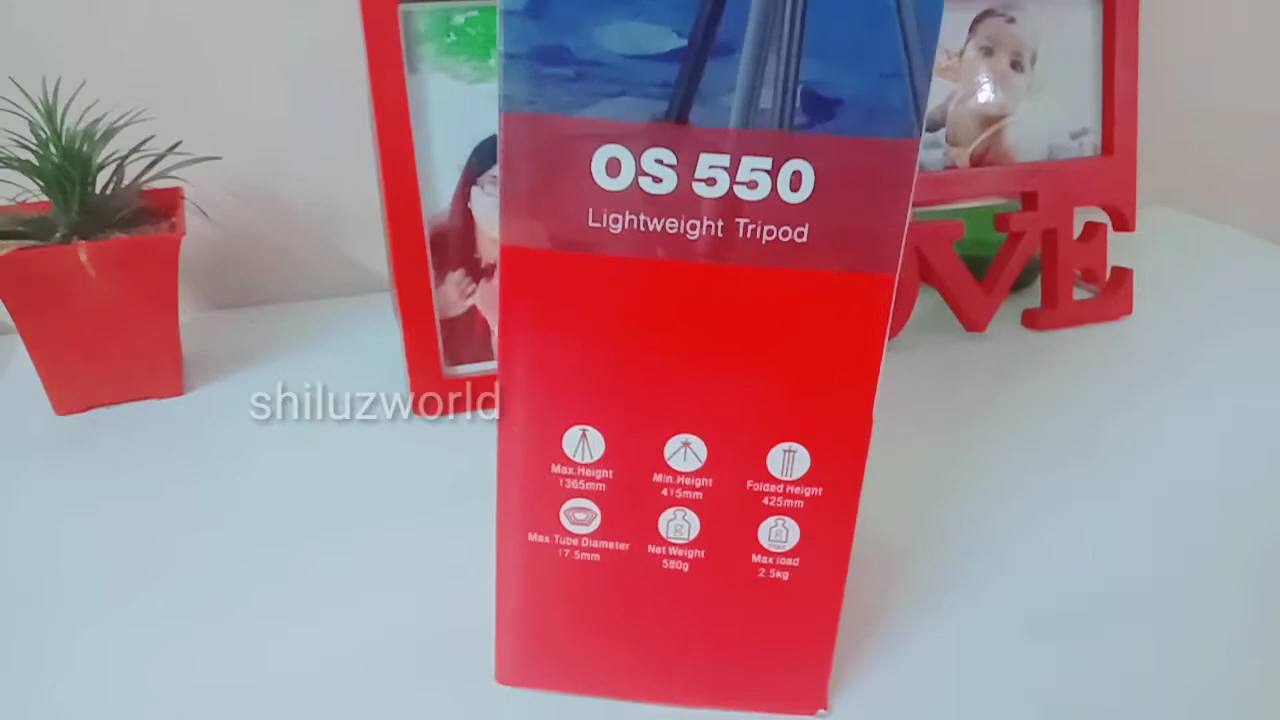 OS 550
Lightweight Tripod
VE
shiluzworld
Max.Height
1365mm
Min.Height
415mm
Folded Height
425mm
Max Tube Diameter
17.5mm
Net Weight
580g
Max load
2.5kg